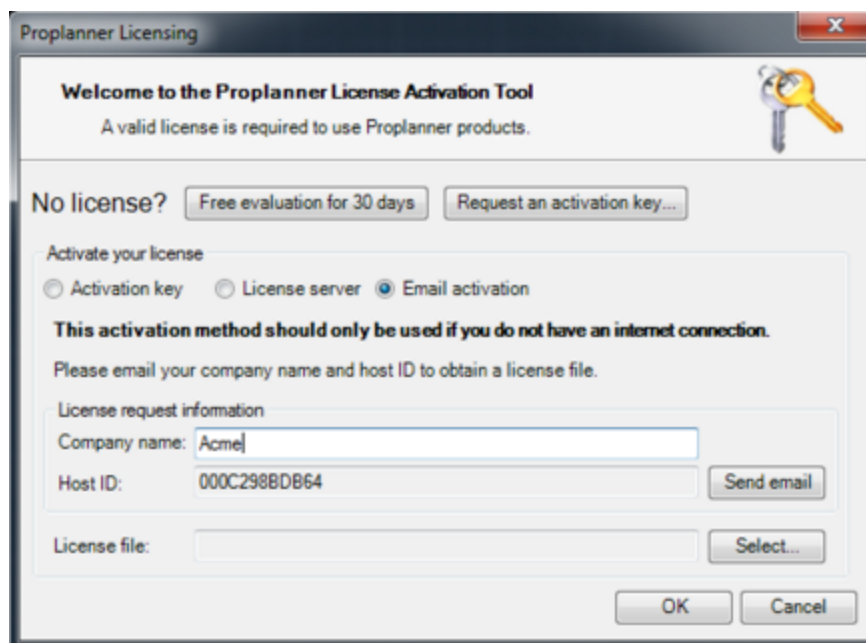 Proplanner Licensing
Welcome to the Proplanner License Activation Tool
A valid license is required to use Proplanner products.
No license? Free evaluation for 30 days Request an activation key...
Activate your license
Activation key License server Email activation
This activation method should only be used if you do not have an internet connection.
Please email your company name and host ID to obtain a license file.
License request information
Company name: Acme
Host ID: 000C298BDB64 Send email
License file: Select...
OK Cancel